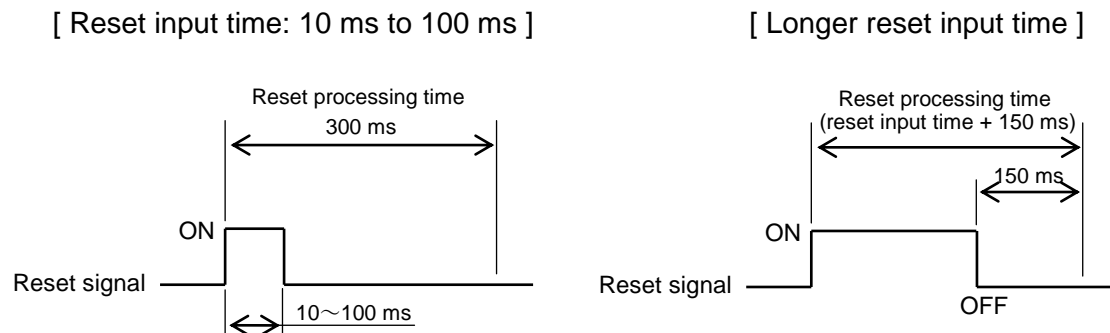 [ Reset input time: 10 ms to 100 ms ]
Reset processing time
300 ms
ON
Reset signal
10～100 ms
[ Longer reset input time ]
Reset processing time
(reset input time + 150 ms)
150 ms
ON
Reset signal
OFF